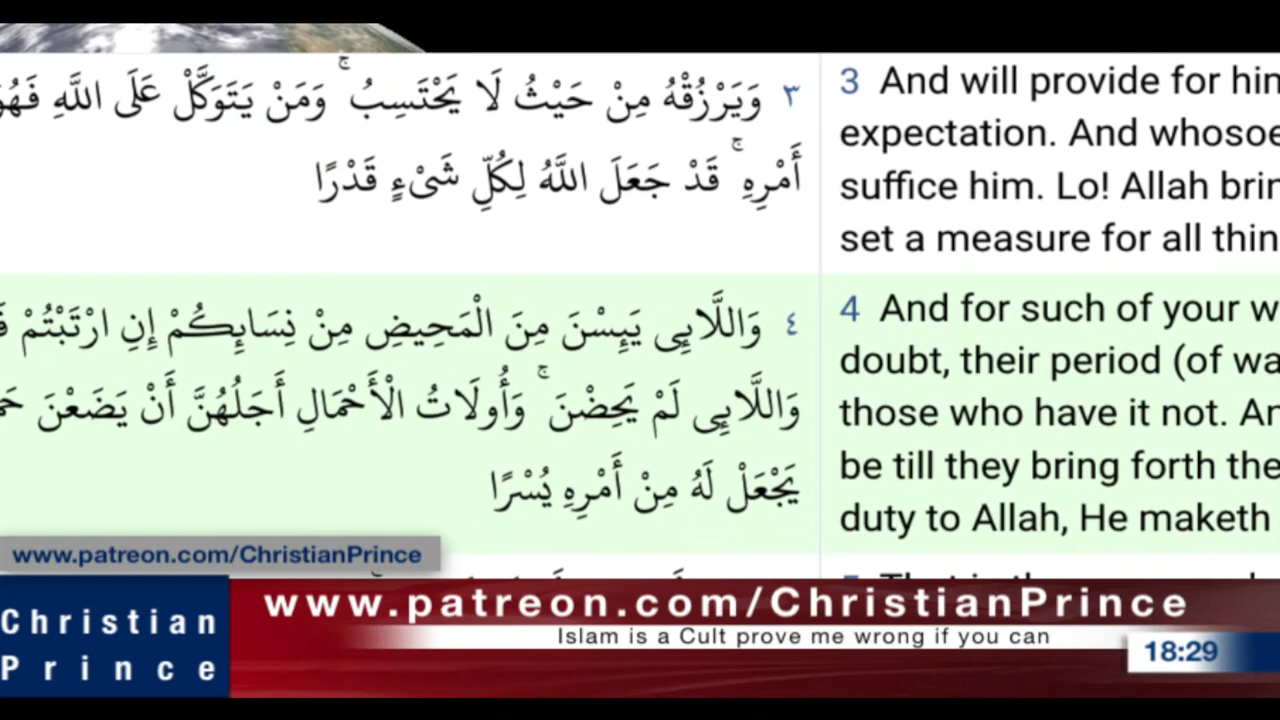 ٣ وَيَرْزُقْهُ مِنْ حَيْثُ لَا يَحْتَسِبُ ۚ وَمَنْ يَتَوَكَّلْ عَلَى اللَّهِ
أَمْرِهِ ۚ قَدْ جَعَلَ اللَّهُ لِكُلِّ شَىْءٍ قَدْرًا
3 And will provide for him
expectation. And whosoe
suffice him. Lo! Allah brin
set a measure for all thin
٤ وَاللَّائِى يَئِسْنَ مِنَ الْمَحِيضِ مِنْ نِسَائِكُمْ إِنِ ارْتَبْتُمْ
وَاللَّائِى لَمْ يَحِضْنَ ۚ وَأُولَاتُ الْأَحْمَالِ أَجَلُهُنَّ أَنْ يَضَعْنَ
يَجْعَلْ لَهُ مِنْ أَمْرِهِ يُسْرًا
4 And for such of your w
doubt, their period (of wa
those who have it not. An
be till they bring forth the
duty to Allah, He maketh
www.patreon.com/ChristianPrince
Christian
Prince
www.patreon.com/ChristianPrince
Islam is a Cult prove me wrong if you can
18:29